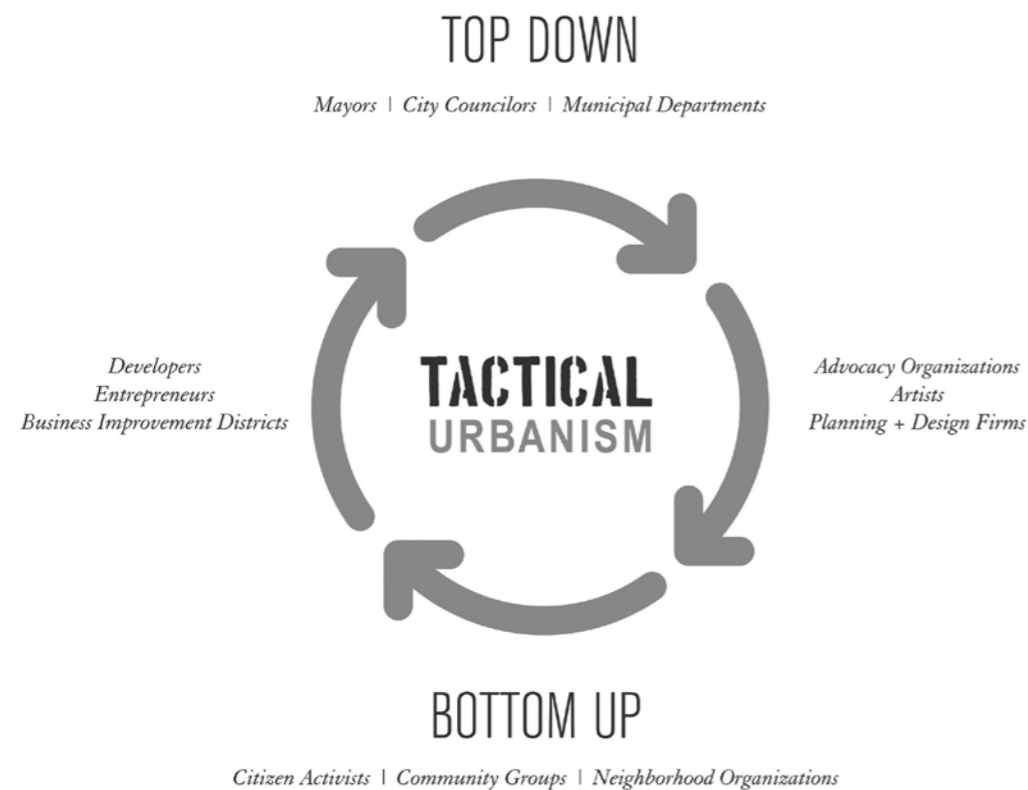 TOP DOWN
Mayors | City Councilors | Municipal Departments
Developers
Entrepreneurs
Business Improvement Districts
TACTICAL
URBANISM
Advocacy Organizations
Artists
Planning + Design Firms
BOTTOM UP
Citizen Activists | Community Groups | Neighborhood Organizations